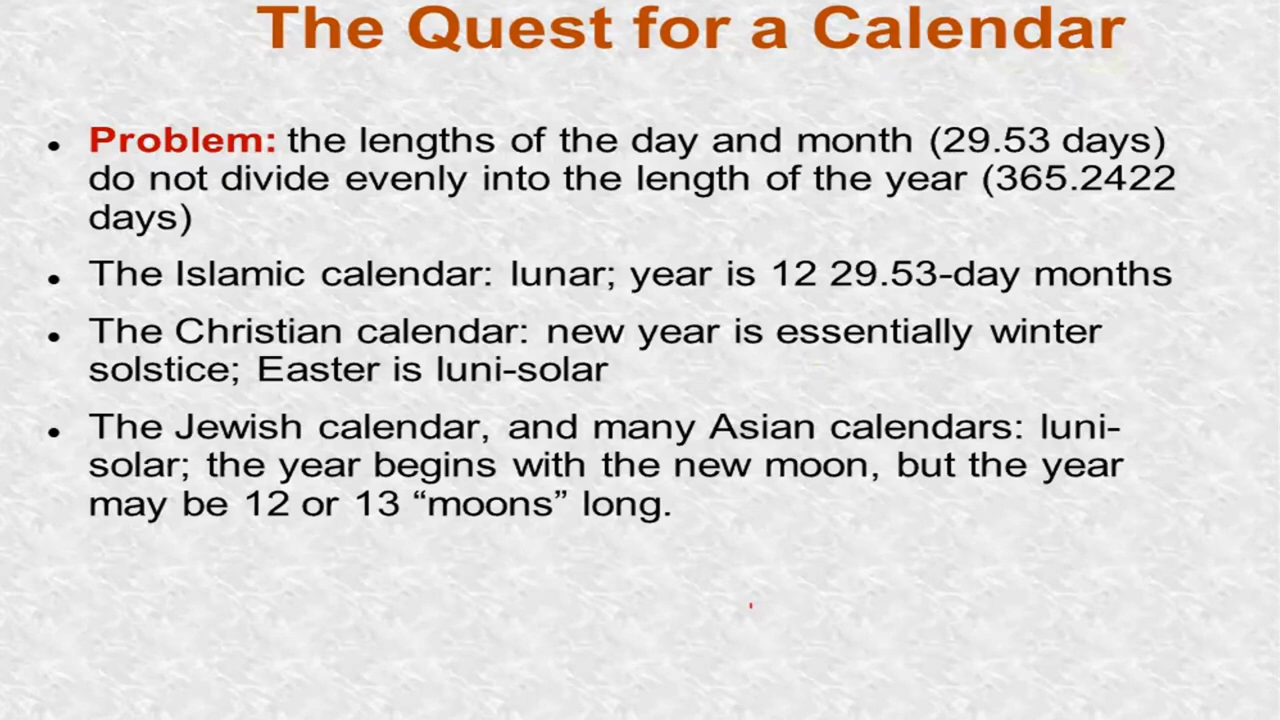 The Quest for a Calendar
• Problem: the lengths of the day and month (29.53 days)
do not divide evenly into the length of the year (365.2422
days)
• The Islamic calendar: lunar; year is 12 29.53-day months
• The Christian calendar: new year is essentially winter
solstice; Easter is luni-solar
• The Jewish calendar, and many Asian calendars: luni-
solar; the year begins with the new moon, but the year
may be 12 or 13 “moons” long.